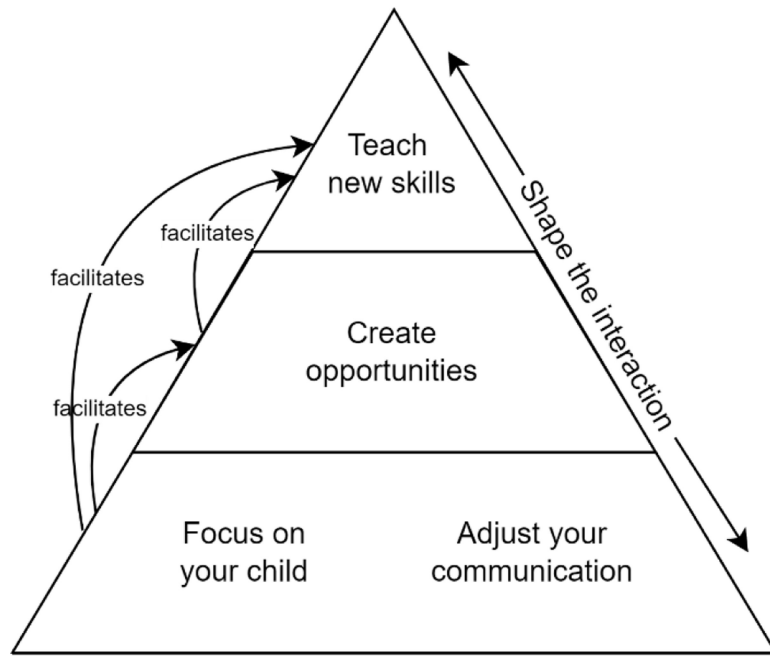 Teach
new skills
facilitates
facilitates
Shape the interaction
Create
opportunities
facilitates
Focus on
your child
Adjust your
communication